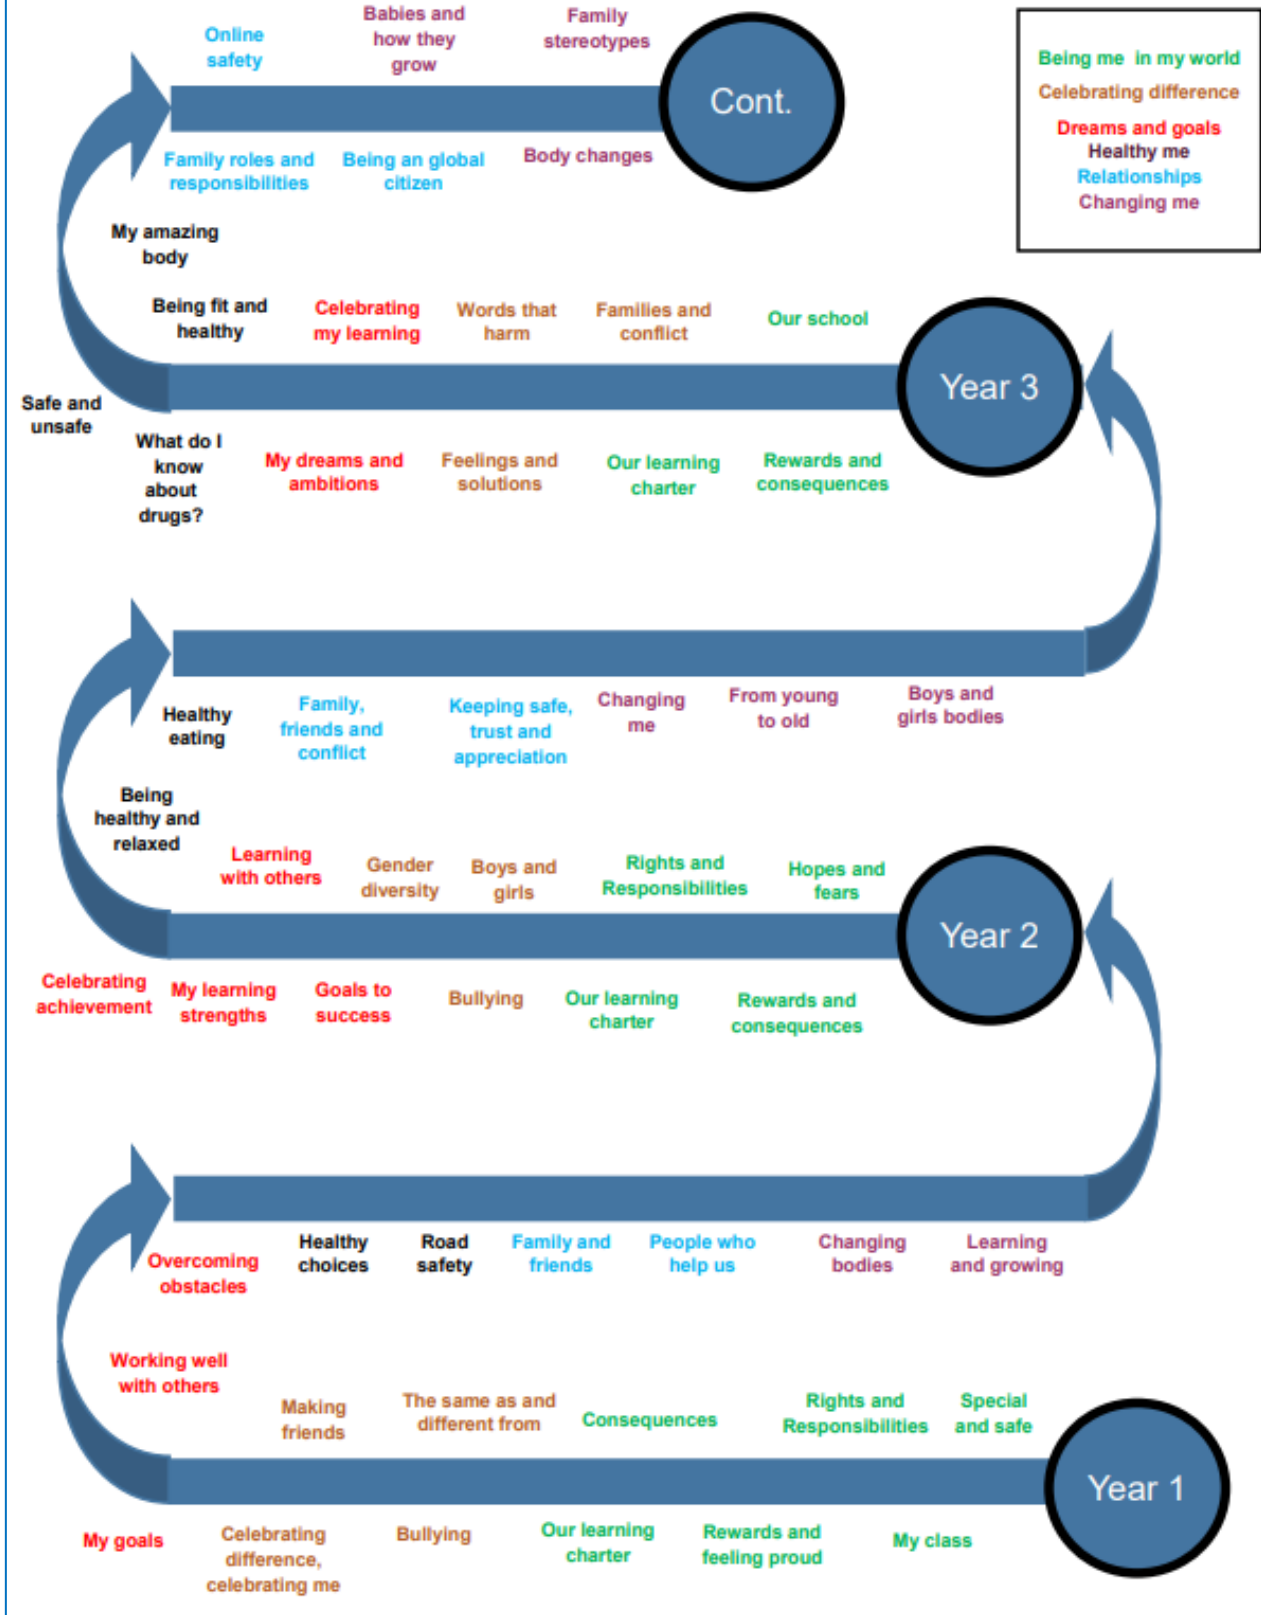 Online
safety
Babies and
how they
grow
Family
stereotypes
Cont.
Being me in my world
Celebrating difference
Dreams and goals
Healthy me
Relationships
Changing me
Family roles and
responsibilities
Being an global
citizen
Body changes
My amazing
body
Being fit and
healthy
Celebrating
my learning
Words that
harm
Families and
conflict
Our school
Year 3
Safe and
unsafe
What do I
know
about
drugs?
My dreams and
ambitions
Feelings and
solutions
Our learning
charter
Rewards and
consequences
Healthy
eating
Family,
friends and
conflict
Keeping safe,
trust and
appreciation
Changing
me
From young
to old
Boys and
girls bodies
Being
healthy and
relaxed
Learning
with others
Gender
diversity
Boys and
girls
Rights and
Responsibilities
Hopes and
fears
Year 2
Celebrating
achievement
My learning
strengths
Goals to
success
Bullying
Our learning
charter
Rewards and
consequences
Overcoming
obstacles
Healthy
choices
Road
safety
Family and
friends
People who
help us
Changing
bodies
Learning
and growing
Working well
with others
Making
friends
The same as and
different from
Consequences
Rights and
Responsibilities
Special
and safe
Year 1
My goals
Celebrating
difference,
celebrating me
Bullying
Our learning
charter
Rewards and
feeling proud
My class